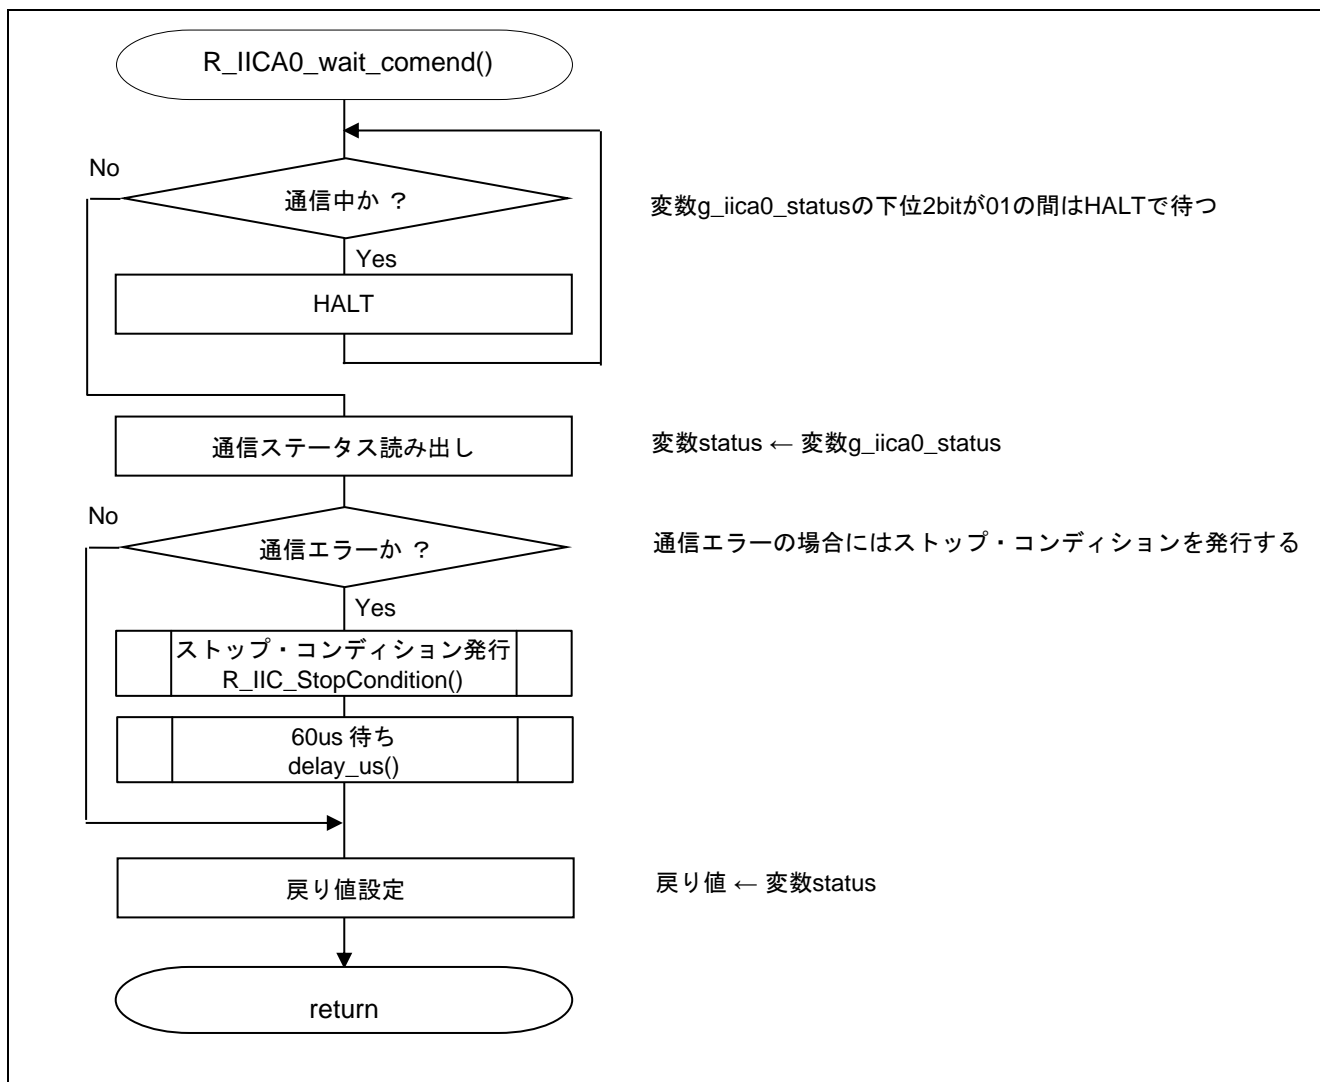 R_IICA0_wait_comend()
No
通信中か ？
変数g_iica0_statusの下位2bitが01の間はHALTで待つ
Yes
HALT
通信ステータス読み出し
変数status ← 変数g_iica0_status
No
通信エラーか ？
通信エラーの場合にはストップ・コンディションを発行する
Yes
ストップ・コンディション発行
R_IIC_StopCondition()
60us 待ち
delay_us()
戻り値設定
戻り値 ← 変数status
return